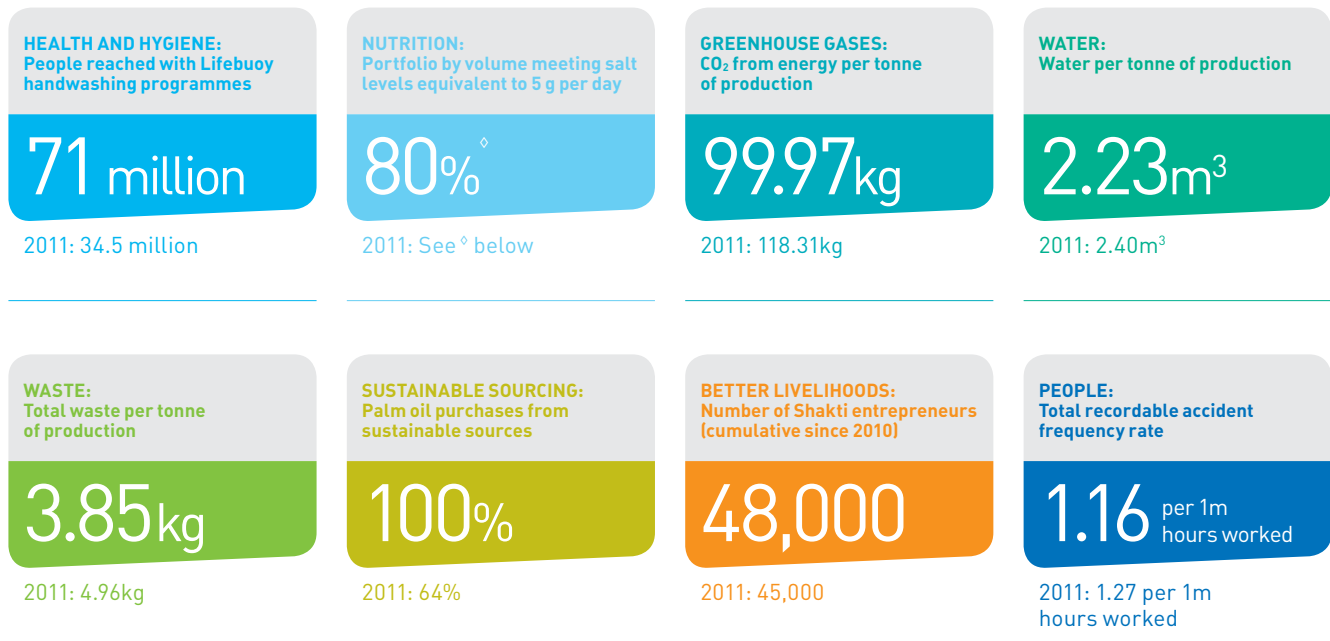 HEALTH AND HYGIENE:
People reached with Lifebuoy
handwashing programmes
71 million
2011: 34.5 million
NUTRITION:
Portfolio by volume meeting salt
levels equivalent to 5 g per day
80%◊
2011: See ◊ below
GREENHOUSE GASES:
CO₂ from energy per tonne
of production
99.97kg
2011: 118.31kg
WATER:
Water per tonne of production
2.23m³
2011: 2.40m³
WASTE:
Total waste per tonne
of production
3.85kg
2011: 4.96kg
SUSTAINABLE SOURCING:
Palm oil purchases from
sustainable sources
100%
2011: 64%
BETTER LIVELIHOODS:
Number of Shakti entrepreneurs
(cumulative since 2010)
48,000
2011: 45,000
PEOPLE:
Total recordable accident
frequency rate
1.16 per 1m
hours worked
2011: 1.27 per 1m
hours worked